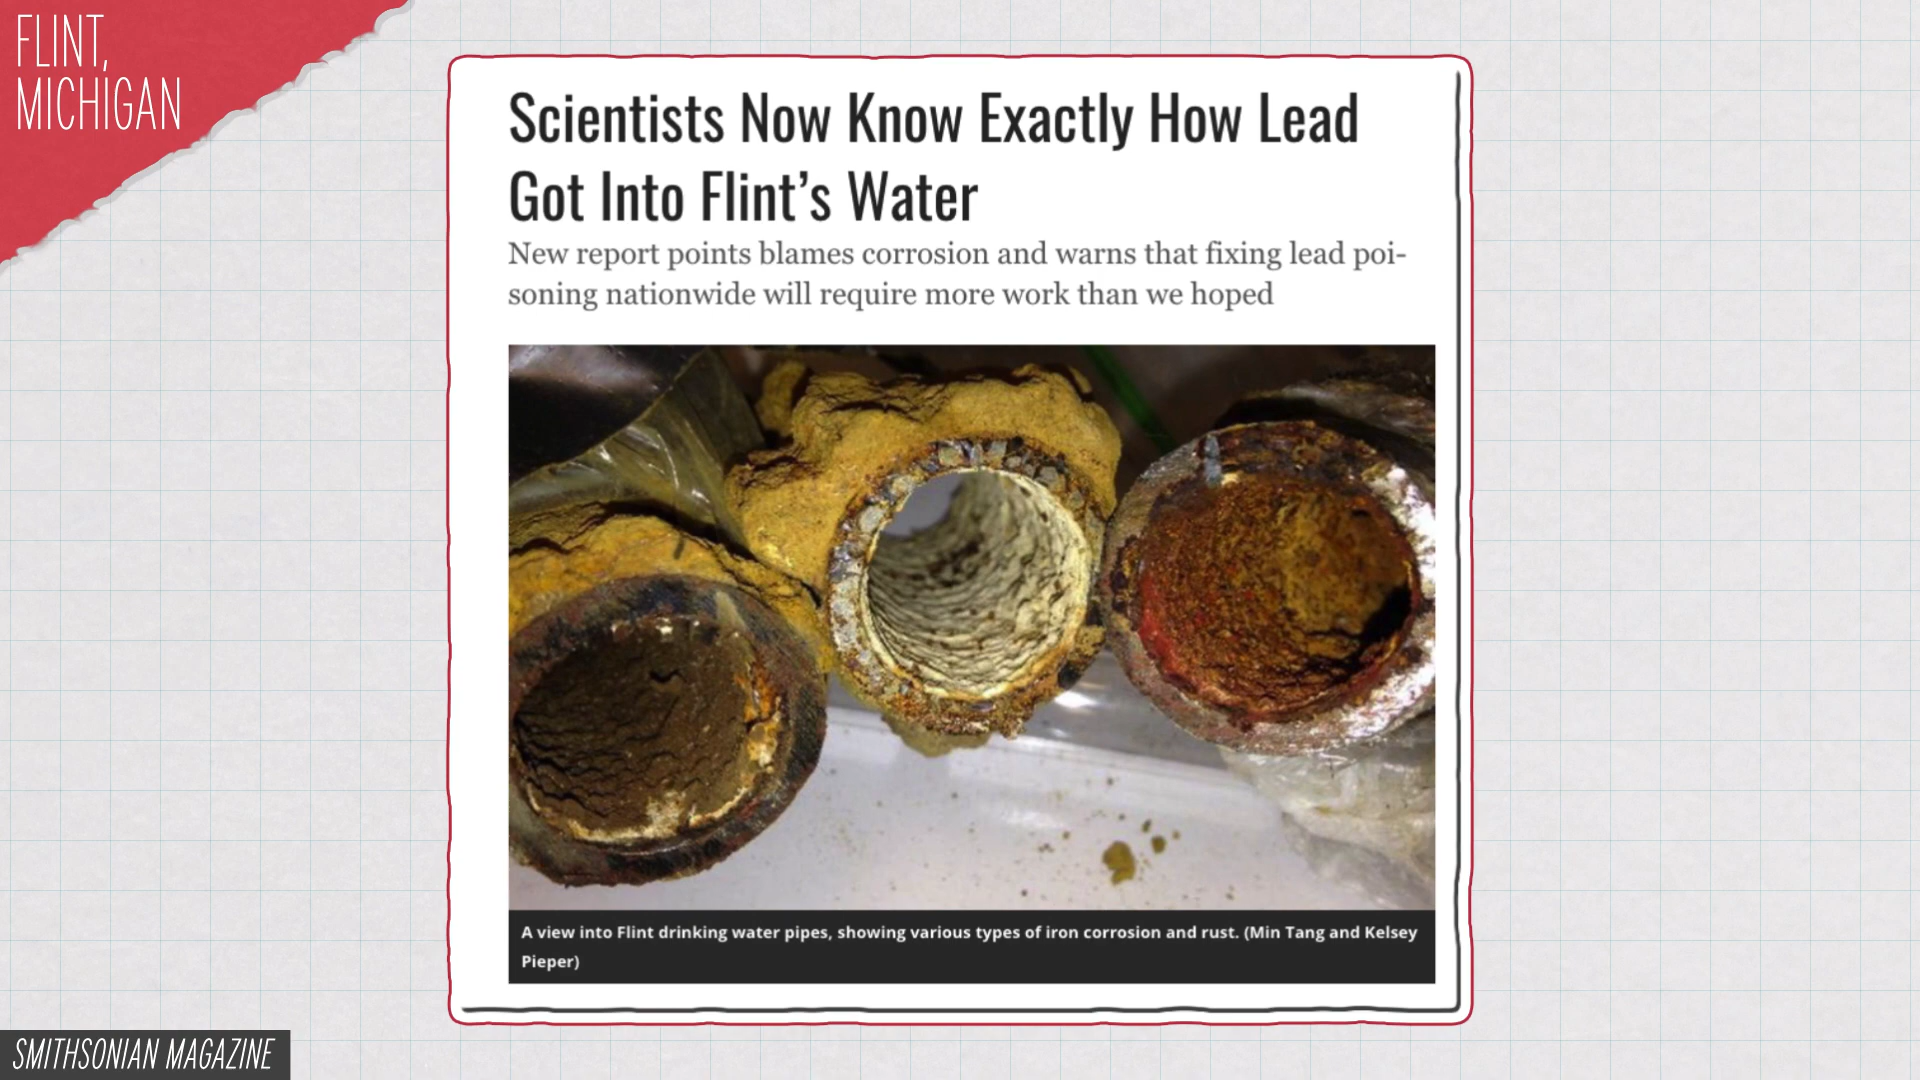 FLINT,
MICHIGAN
Scientists Now Know Exactly How Lead
Got Into Flint’s Water
New report points blames corrosion and warns that fixing lead poi-
soning nationwide will require more work than we hoped
A view into Flint drinking water pipes, showing various types of iron corrosion and rust. (Min Tang and Kelsey
Pieper)
SMITHSONIAN MAGAZINE